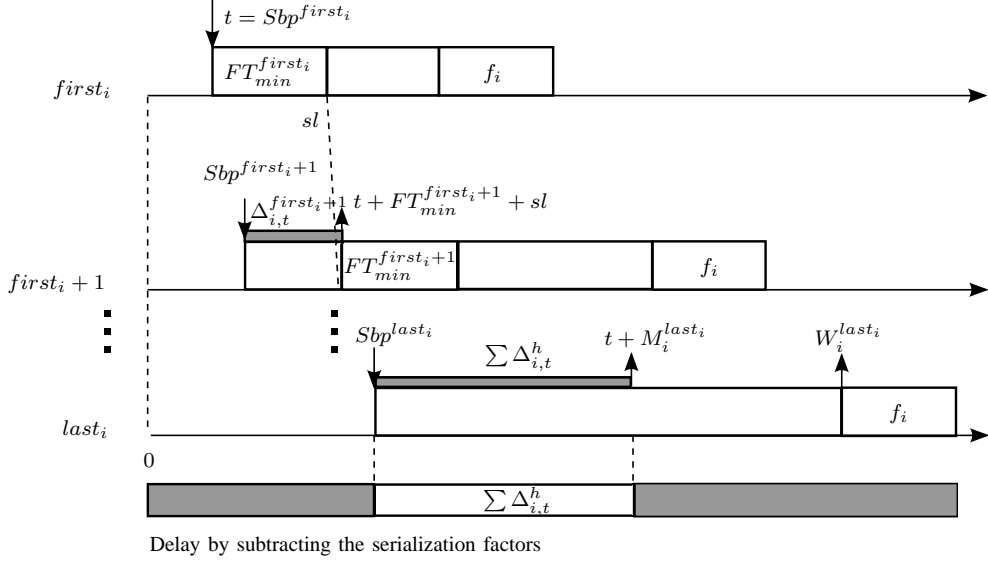 t = Sbp^{first_i}
FT_{min}^{first_i}
f_i
first_i
sl
Sbp^{first_i+1}
Δ_{i,t}^{first_i+1} t + FT_{min}^{first_i+1} + sl
FT_{min}^{first_i+1}
f_i
first_i + 1
Sbp^{last_i}
∑ Δ_{i,t}^{h}
t + M_i^{last_i}
W_i^{last_i}
f_i
last_i
0
∑ Δ_{i,t}^{h}
Delay by subtracting the serialization factors